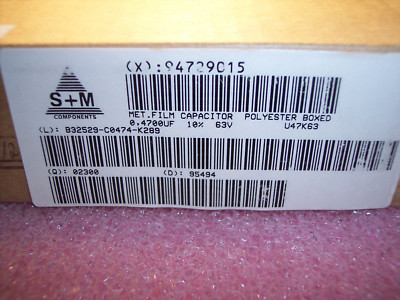 (X):94729015
S+M
COMPONENTS
MET.FILM CAPACITOR POLYESTER BOXED
0,4700UF 10% 63V U47K63
(L): B32529-C0474-K289
(Q): 02300 (D): 95494